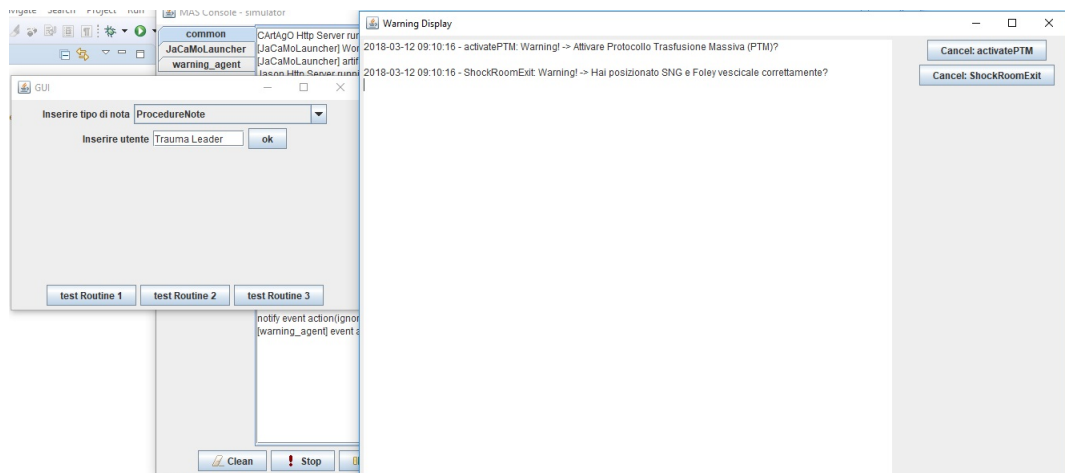 Search Project Run
MAS Console - simulator
common
JaCaMoLauncher
warning_agent
CArtAgO Http Server rur
[JaCaMoLauncher] Wor
[JaCaMoLauncher] artif
Jason Http Server runni
GUI
Inserire tipo di nota ProcedureNote
Inserire utente Trauma Leader ok
test Routine 1 test Routine 2 test Routine 3
notify event action(ignor
[warning_agent] event a
Clean Stop
Warning Display
2018-03-12 09:10:16 - activatePTM: Warning! -> Attivare Protocollo Trasfusione Massiva (PTM)?
2018-03-12 09:10:16 - ShockRoomExit: Warning! -> Hai posizionato SNG e Foley vescicale correttamente?
Cancel: activatePTM
Cancel: ShockRoomExit